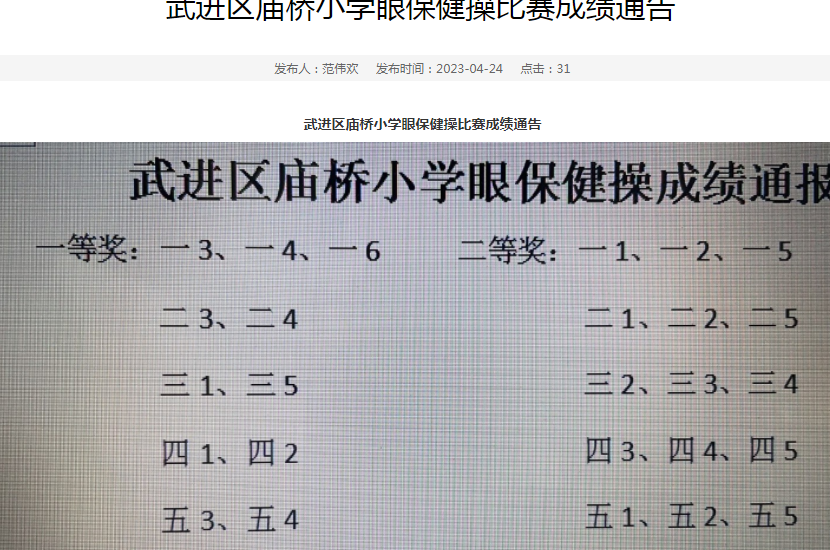 武进区庙桥小学眼保健操比赛成绩通告
发布人：范伟欢 发布时间：2023-04-24 点击：31
武进区庙桥小学眼保健操比赛成绩通告
武进区庙桥小学眼保健操成绩通报
一等奖：一3、一4、一6 二等奖：一1、一2、一5
二3、二4 二1、二2、二5
三1、三5 三2、三3、三4
四1、四2 四3、四4、四5
五3、五4 五1、五2、五5